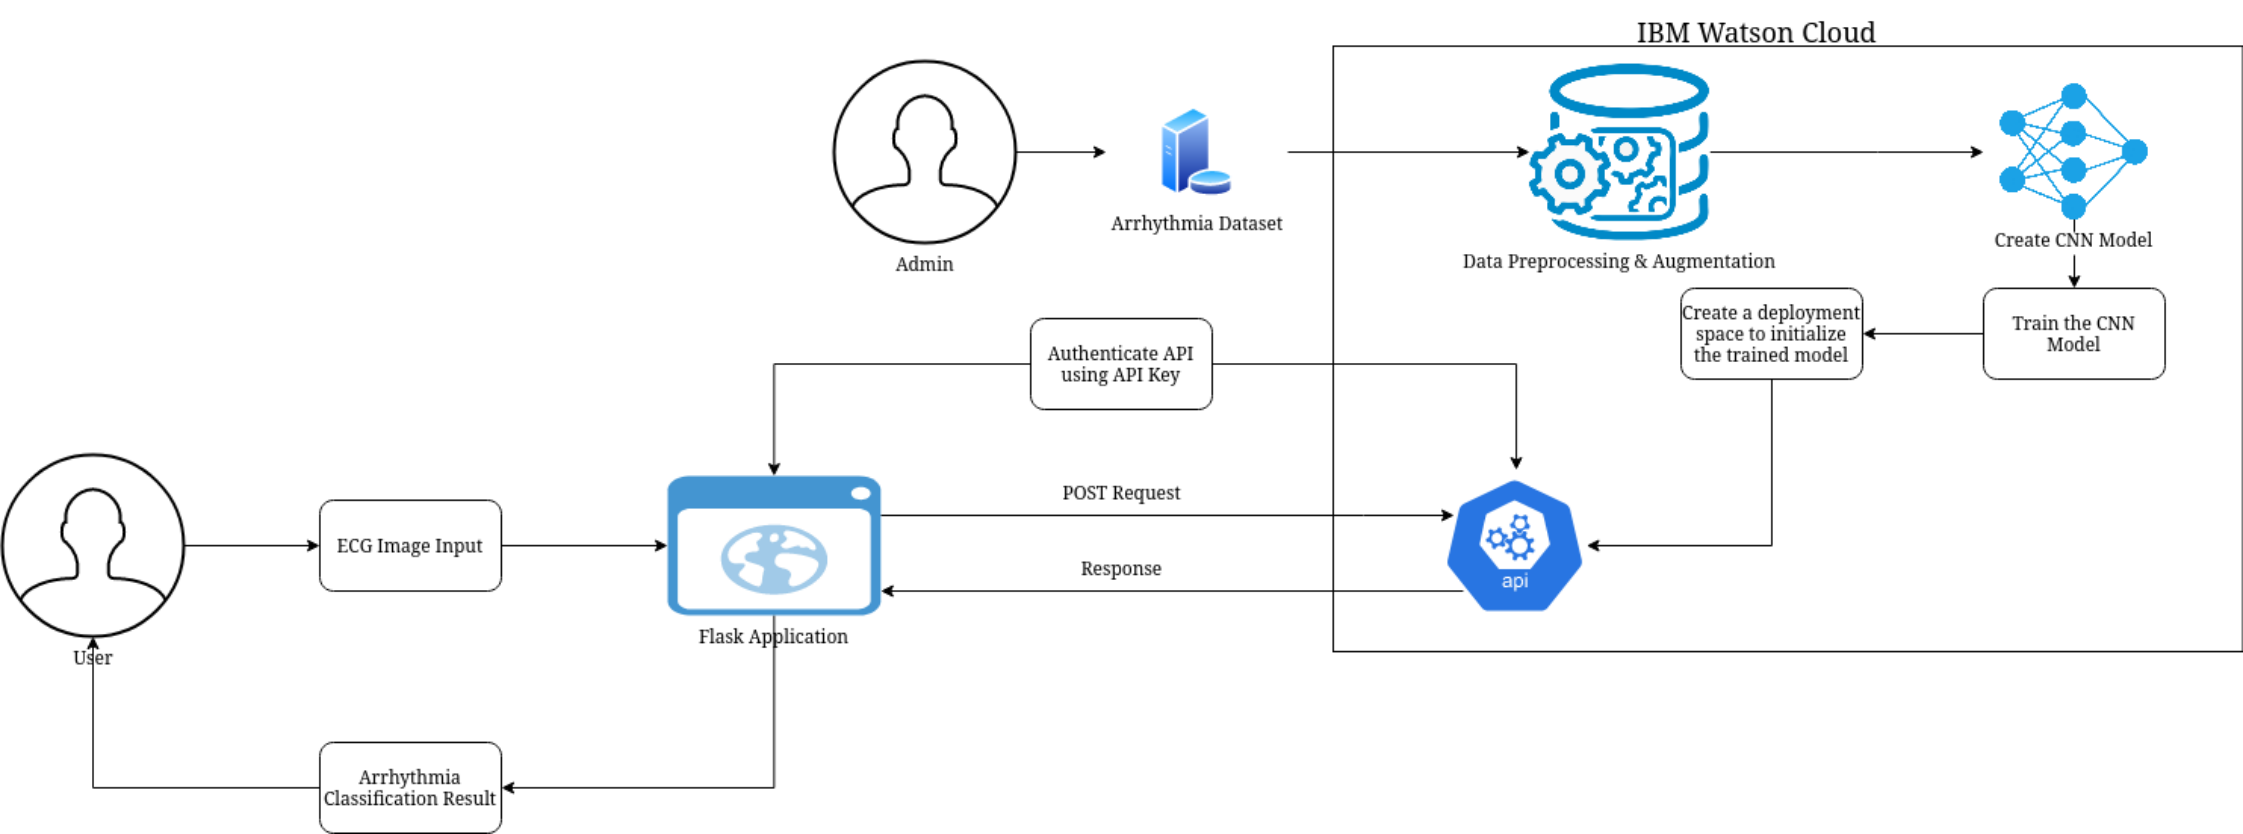 IBM Watson Cloud
Arrhythmia Dataset
Admin
Data Preprocessing & Augmentation
Create CNN Model
Create a deployment
space to initialize
the trained model
Train the CNN
Model
Authenticate API
using API Key
POST Request
ECG Image Input
Response
api
Flask Application
User
Arrhythmia
Classification Result